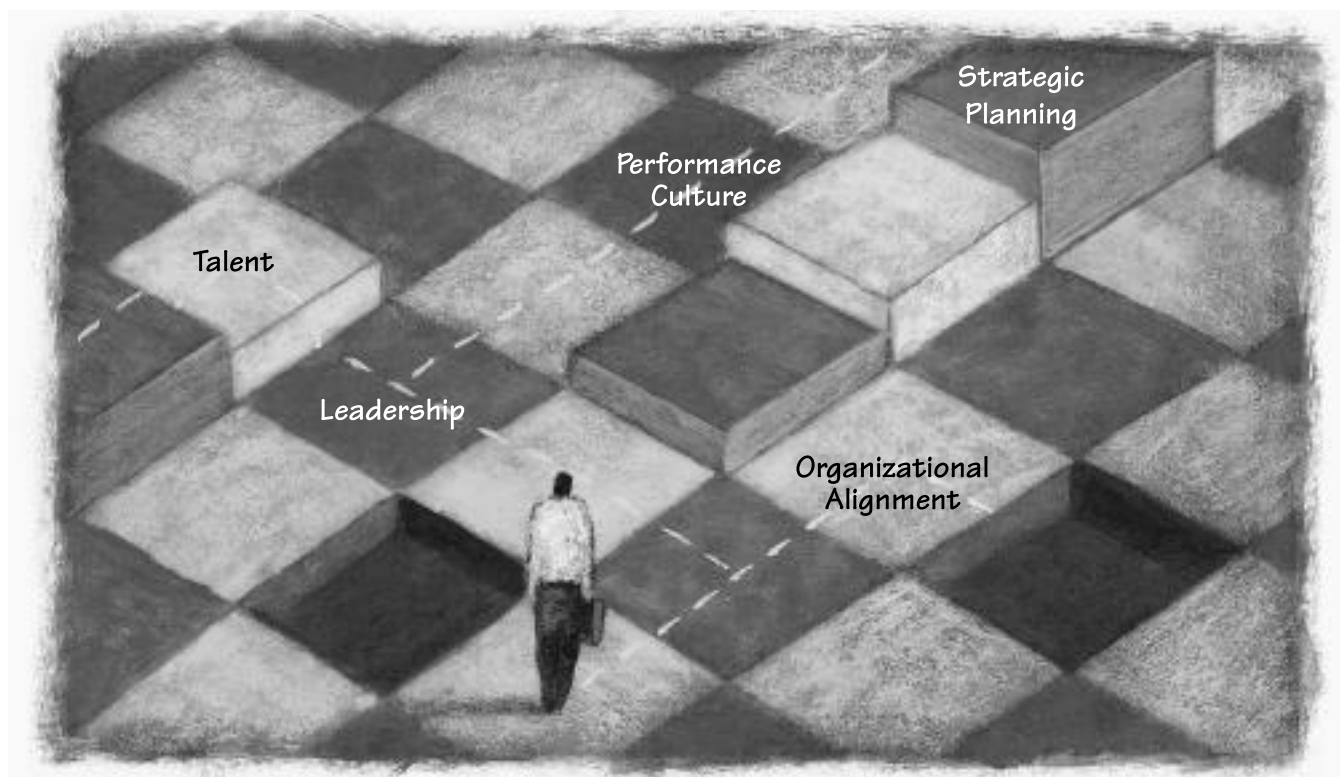 Strategic
Planning
Performance
Culture
Talent
Leadership
Organizational
Alignment